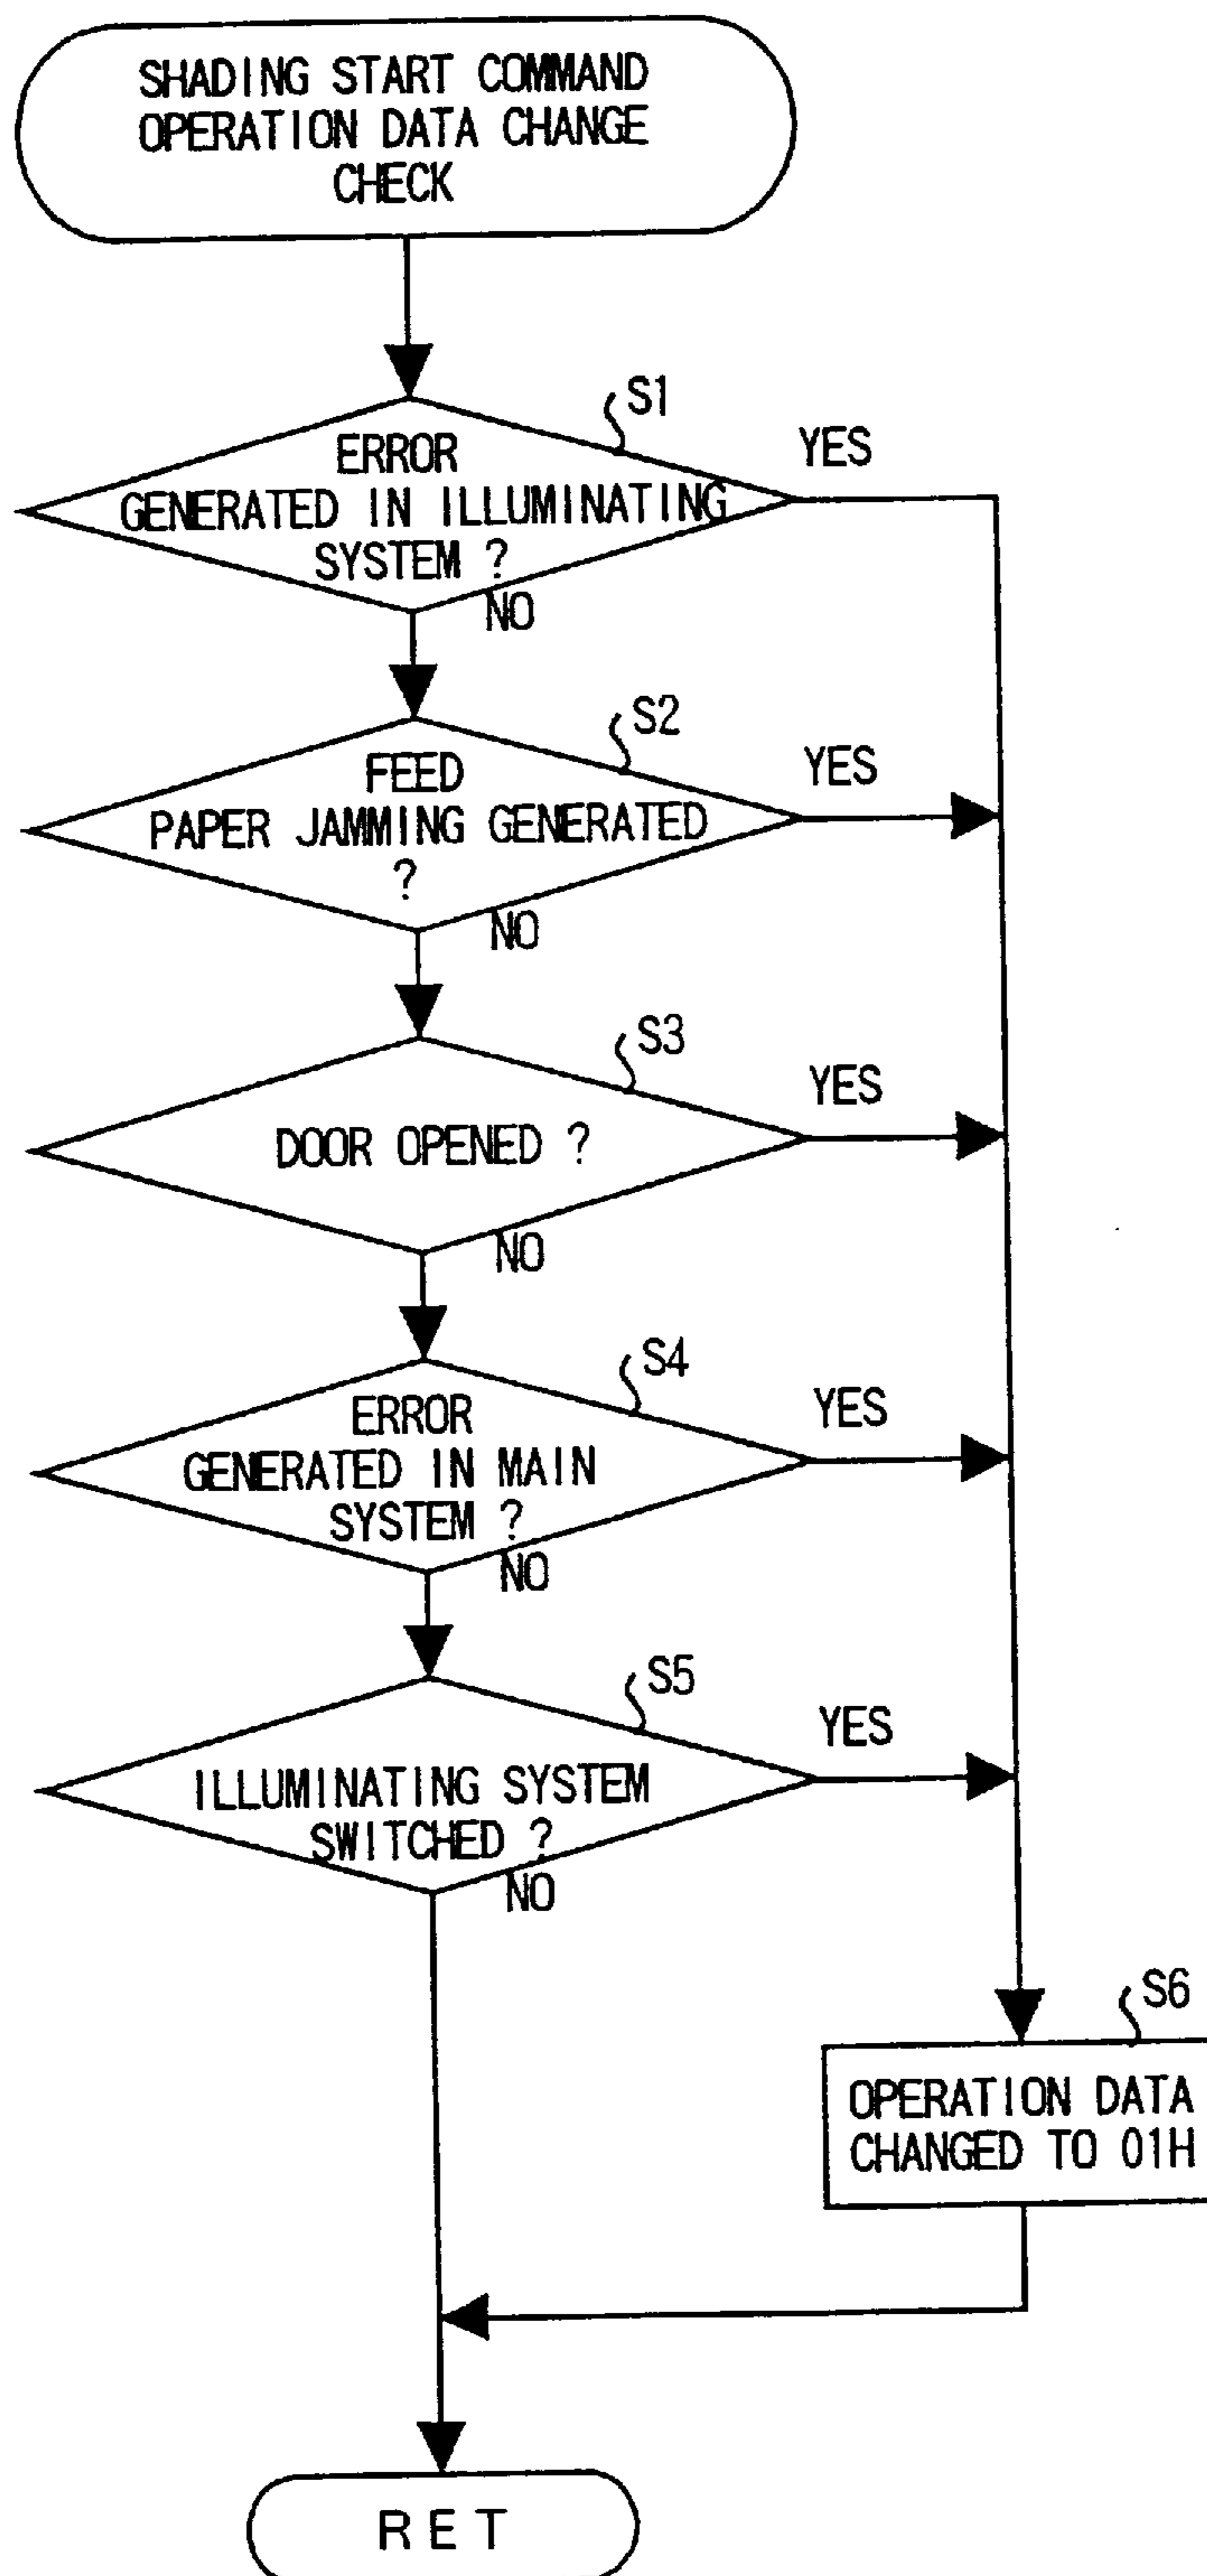 SHADING START COMMAND
OPERATION DATA CHANGE
CHECK
S1
ERROR
GENERATED IN ILLUMINATING
SYSTEM ?
YES
NO
S2
FEED
PAPER JAMMING GENERATED
?
YES
NO
S3
DOOR OPENED ?
YES
NO
S4
ERROR
GENERATED IN MAIN
SYSTEM ?
YES
NO
S5
ILLUMINATING SYSTEM
SWITCHED ?
YES
NO
S6
OPERATION DATA
CHANGED TO 01H
RET